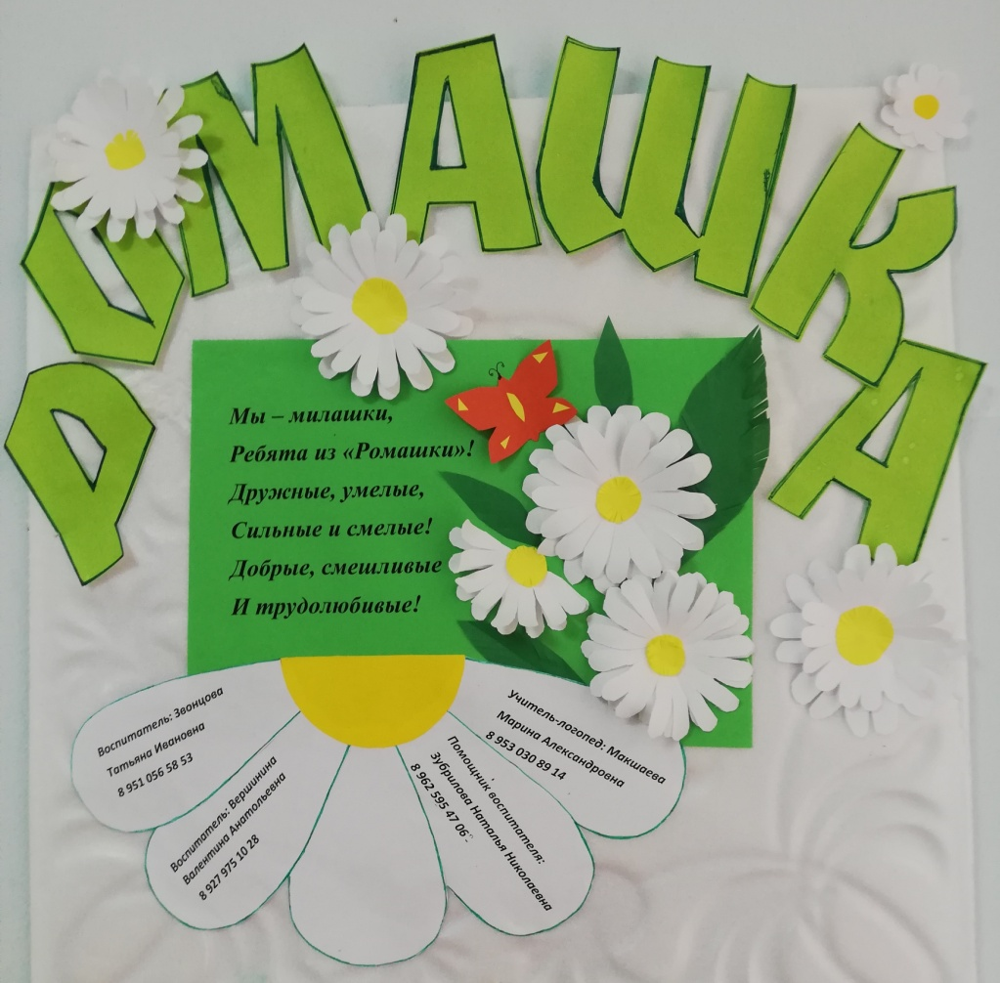 РОМАШКА
Мы – милашки,
Ребята из «Ромашки»!
Дружные, умелые,
Сильные и смелые!
Добрые, смешливые
И трудолюбивые!
Воспитатель: Звонцова
Татьяна Ивановна
8 951 056 58 53
Воспитатель: Вершинина
Валентина Анатольевна
8 927 975 10 28
Помощник воспитателя:
Зубрилова Наталья Николаевна
8 962 595 47 06
Учитель-логопед: Макшаева
Марина Александровна
8 953 030 89 14